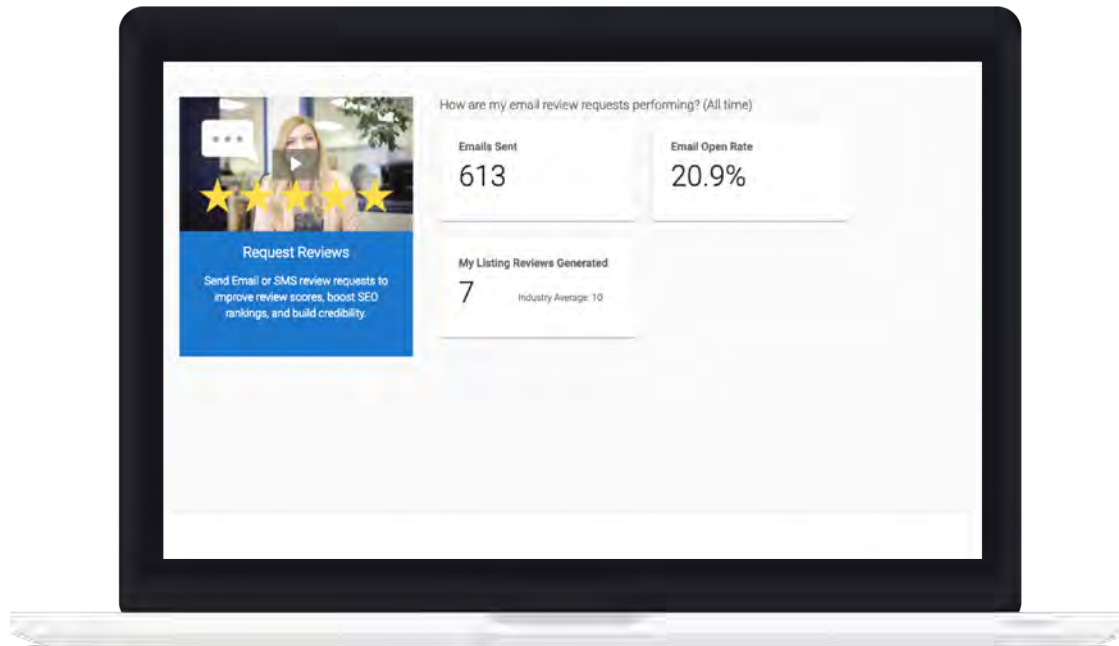 How are my email review requests performing? (All time)
Emails Sent
613
Email Open Rate
20.9%
Request Reviews
Send Email or SMS review requests to
improve review scores, boost SEO
rankings, and build credibility.
My Listing Reviews Generated
7
Industry Average: 10